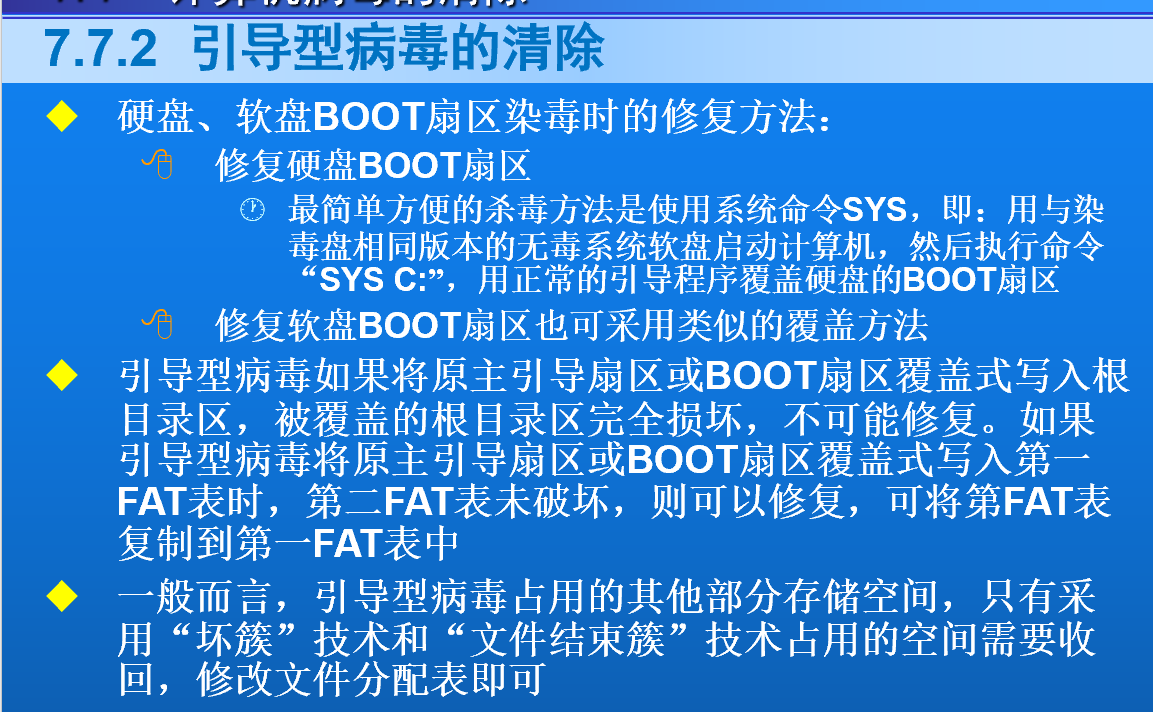 7.7.2 引导型病毒的清除
硬盘、软盘BOOT扇区染毒时的修复方法：
修复硬盘BOOT扇区
最简单方便的杀毒方法是使用系统命令SYS，即：用与染
毒盘相同版本的无毒系统软盘启动计算机，然后执行命令
“SYS C:”，用正常的引导程序覆盖硬盘的BOOT扇区
修复软盘BOOT扇区也可采用类似的覆盖方法
引导型病毒如果将原主引导扇区或BOOT扇区覆盖式写入根
目录区，被覆盖的根目录区完全损坏，不可能修复。如果
引导型病毒将原主引导扇区或BOOT扇区覆盖式写入第一
FAT表时，第二FAT表未破坏，则可以修复，可将第FAT表
复制到第一FAT表中
一般而言，引导型病毒占用的其他部分存储空间，只有采
用“坏簇”技术和“文件结束簇”技术占用的空间需要收
回，修改文件分配表即可